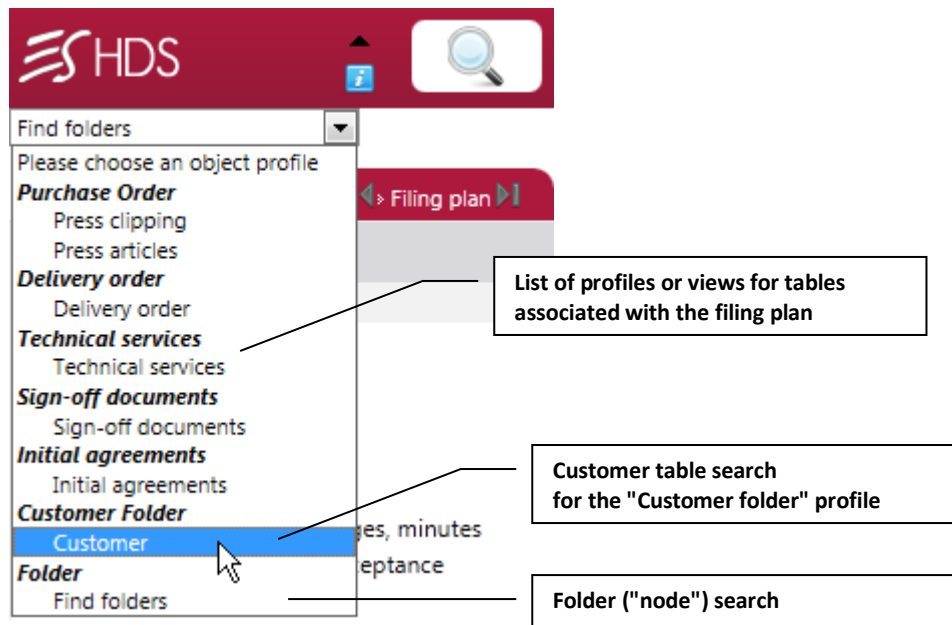 ES HDS
i
Find folders
Please choose an object profile
Purchase Order
Press clipping
Press articles
Delivery order
Delivery order
Technical services
Technical services
Sign-off documents
Sign-off documents
Initial agreements
Initial agreements
Customer Folder
Customer
Folder
Find folders
» Filing plan
ges, minutes
ceptance
List of profiles or views for tables
associated with the filing plan
Customer table search
for the "Customer folder" profile
Folder ("node") search